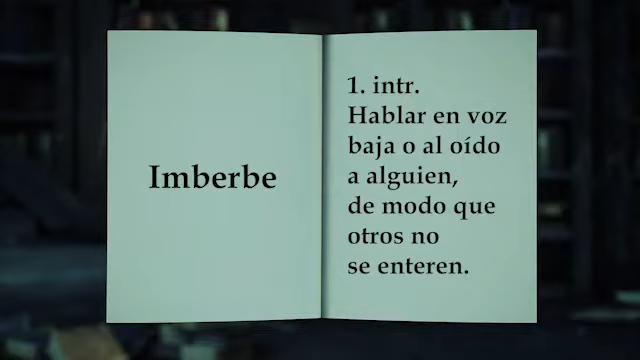 Imberbe
1. intr.
Hablar en voz
baja o al oído
a alguien,
de modo que
otros no
se enteren.